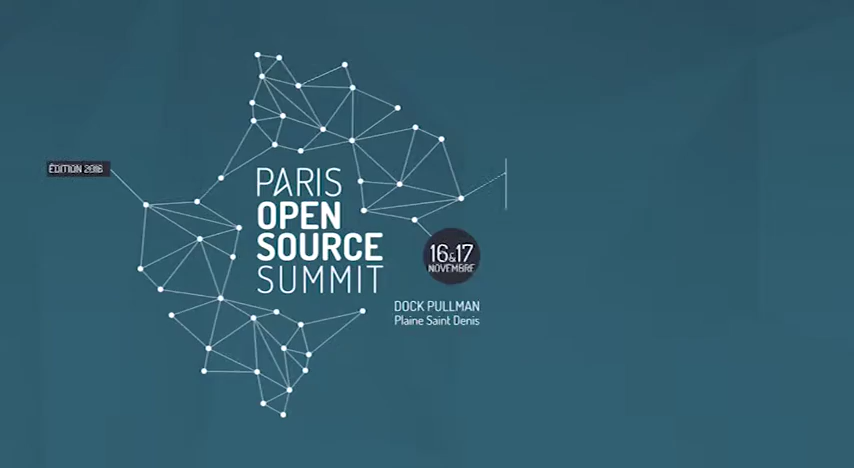 ÉDITION 2016
PARIS
OPEN
SOURCE
SUMMIT
16&17
NOVEMBRE
DOCK PULLMAN
Plaine Saint Denis